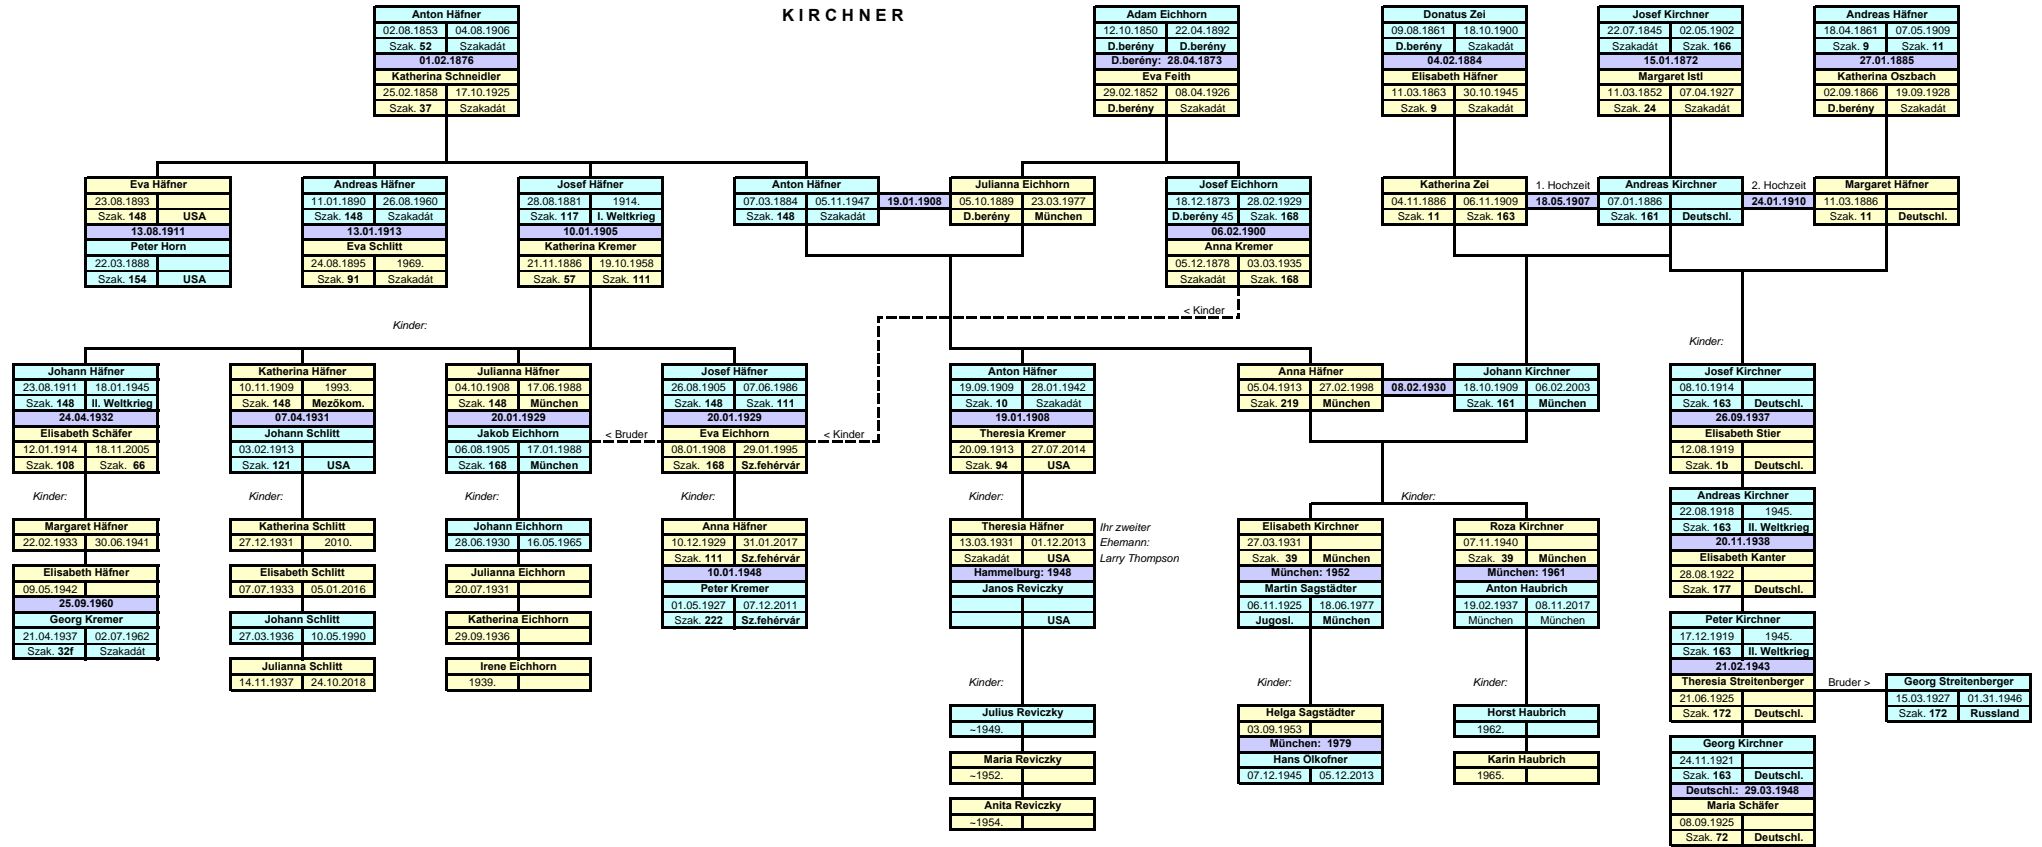 KIRCHNER
Anton Häfner
02.08.1853 04.08.1906
Szak. 52 Szakadát
01.02.1876
Katherina Schneidler
25.02.1858 17.10.1925
Szak. 37 Szakadát
Adam Eichhorn
12.10.1850 22.04.1892
D.berény D.berény
D.berény: 28.04.1873
Eva Feith
29.02.1852 08.04.1926
D.berény Szakadát
Donatus Zei
09.08.1861 18.10.1900
D.berény Szakadát
04.02.1884
Elisabeth Häfner
11.03.1863 30.10.1945
Szak. 9 Szakadát
Josef Kirchner
22.07.1845 02.05.1902
Szakadát Szak. 166
15.01.1872
Margaret Istl
11.03.1852 07.04.1927
Szak. 24 Szakadát
Andreas Häfner
18.04.1861 07.05.1909
Szak. 9 Szak. 11
27.01.1885
Katherina Oszbach
02.09.1866 19.09.1928
D.berény Szakadát
Eva Häfner
23.08.1893
Szak. 148 USA
13.08.1911
Peter Horn
22.03.1888
Szak. 154 USA
Andreas Häfner
11.01.1890 26.08.1960
Szak. 148 Szakadát
13.01.1913
Eva Schlitt
24.08.1895 1969.
Szak. 91 Szakadát
Josef Häfner
28.08.1881 1914.
Szak. 117 I. Weltkrieg
10.01.1905
Katherina Kremer
21.11.1886 19.10.1958
Szak. 57 Szak. 111
Anton Häfner
07.03.1884 05.11.1947
Szak. 148 Szakadát
19.01.1908
Julianna Eichhorn
05.10.1889 23.03.1977
D.berény München
Josef Eichhorn
18.12.1873 28.02.1929
D.berény 45 Szak. 168
06.02.1900
Anna Kremer
05.12.1878 03.03.1935
Szakadát Szak. 168
Katherina Zei
04.11.1886 06.11.1909
Szak. 11 Szak. 163
1. Hochzeit
18.05.1907
Andreas Kirchner
07.01.1886
Szak. 161 Deutschl.
2. Hochzeit
24.01.1910
Margaret Häfner
11.03.1886
Szak. 11 Deutschl.
< Kinder
Kinder:
Kinder:
Johann Häfner
23.08.1911 18.01.1945
Szak. 148 II. Weltkrieg
24.04.1932
Elisabeth Schäfer
12.01.1914 18.11.2005
Szak. 108 Szak. 66
Katherina Häfner
10.11.1909 1993.
Szak. 148 Mezőkom.
07.04.1931
Johann Schlitt
03.02.1913
Szak. 121 USA
Julianna Häfner
04.10.1908 17.06.1988
Szak. 148 München
20.01.1929
Jakob Eichhorn
06.08.1905 17.01.1988
Szak. 168 München
< Bruder
Josef Häfner
26.08.1905 07.06.1986
Szak. 148 Szak. 111
20.01.1929
Eva Eichhorn
08.01.1908 29.01.1995
Szak. 168 Sz.fehérvár
< Kinder
Anton Häfner
19.09.1909 28.01.1942
Szak. 10 Szakadát
19.01.1908
Theresia Kremer
20.09.1913 27.07.2014
Szak. 94 USA
Anna Häfner
05.04.1913 27.02.1998
Szak. 219 München
08.02.1930
Johann Kirchner
18.10.1909 06.02.2003
Szak. 161 München
Josef Kirchner
08.10.1914
Szak. 163 Deutschl.
26.09.1937
Elisabeth Stier
12.08.1919
Szak. 1b Deutschl.
Kinder:
Kinder:
Kinder:
Kinder:
Kinder:
Kinder:
Margaret Häfner
22.02.1933 30.06.1941
Elisabeth Häfner
09.05.1942
25.09.1960
Georg Kremer
21.04.1937 02.07.1962
Szak. 32f Szakadát
Katherina Schlitt
27.12.1931 2010.
Elisabeth Schlitt
07.07.1933 05.01.2016
Johann Schlitt
27.03.1936 10.05.1990
Julianna Schlitt
14.11.1937 24.10.2018
Johann Eichhorn
28.06.1930 16.05.1965
Julianna Eichhorn
20.07.1931
Katherina Eichhorn
29.09.1936
Irene Eichhorn
1939.
Anna Häfner
10.12.1929 31.01.2017
Szak. 111 Sz.fehérvár
10.01.1948
Peter Kremer
01.05.1927 07.12.2011
Szak. 222 Sz.fehérvár
Theresia Häfner
13.03.1931 01.12.2013
Szakadát USA
Hammelburg: 1948
Janos Reviczky
USA
Ihr zweiter
Ehemann:
Larry Thompson
Elisabeth Kirchner
27.03.1931
Szak. 39 München
München: 1952
Martin Sagstädter
06.11.1925 18.06.1977
Jugosl. München
Roza Kirchner
07.11.1940
Szak. 39 München
München: 1961
Anton Haubrich
19.02.1937 08.11.2017
München München
Andreas Kirchner
22.08.1918 1945.
Szak. 163 II. Weltkrieg
20.11.1938
Elisabeth Kanter
28.08.1922
Szak. 177 Deutschl.
Peter Kirchner
17.12.1919 1945.
Szak. 163 II. Weltkrieg
21.02.1943
Theresia Streitenberger
21.06.1925
Szak. 172 Deutschl.
Bruder >
Georg Streitenberger
15.03.1927 01.31.1946
Szak. 172 Russland
Kinder:
Kinder:
Kinder:
Julius Reviczky
~1949.
Maria Reviczky
~1952.
Anita Reviczky
~1954.
Helga Sagstädter
03.09.1953
München: 1979
Hans Olkofner
07.12.1945 05.12.2013
Horst Haubrich
1962.
Karin Haubrich
1965.
Georg Kirchner
24.11.1921
Szak. 163 Deutschl.
Deutschl.: 29.03.1948
Maria Schäfer
08.09.1925
Szak. 72 Deutschl.